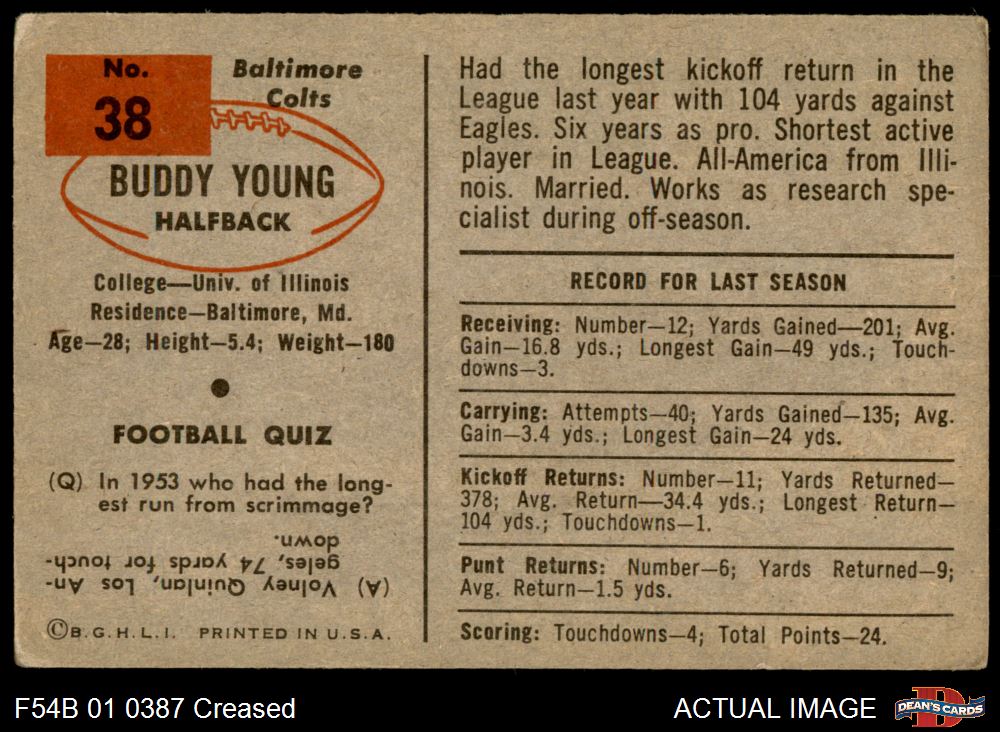 No.
38
Baltimore
Colts
BUDDY YOUNG
HALFBACK
College—Univ. of Illinois
Residence—Baltimore, Md.
Age—28; Height—5.4; Weight—180
FOOTBALL QUIZ
(Q) In 1953 who had the long-
est run from scrimmage?
(A) Volney Quinlan, Los An-
geles, 74 yards for touch-
down.
©B.G.H.L.I. PRINTED IN U.S.A.
Had the longest kickoff return in the
League last year with 104 yards against
Eagles. Six years as pro. Shortest active
player in League. All-America from Illi-
nois. Married. Works as research spe-
cialist during off-season.
RECORD FOR LAST SEASON
Receiving: Number—12; Yards Gained—201; Avg.
Gain—16.8 yds.; Longest Gain—49 yds.; Touch-
downs—3.
Carrying: Attempts—40; Yards Gained—135; Avg.
Gain—3.4 yds.; Longest Gain—24 yds.
Kickoff Returns: Number—11; Yards Returned—
378; Avg. Return—34.4 yds.; Longest Return—
104 yds.; Touchdowns—1.
Punt Returns: Number—6; Yards Returned—9;
Avg. Return—1.5 yds.
Scoring: Touchdowns—4; Total Points—24.
F54B 01 0387 Creased
ACTUAL IMAGE
D
DEAN'S CARDS